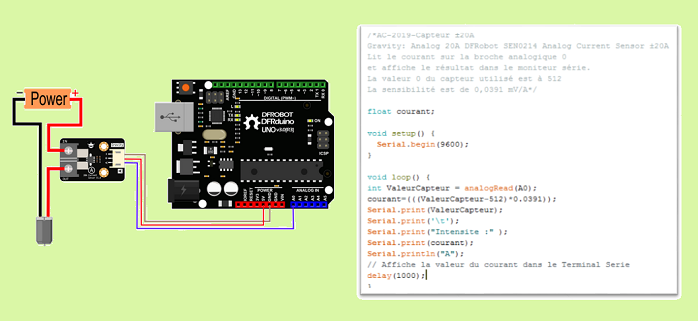 Power
DIGITAL (PWM~)
DFROBOT
DFRduino
UNO v3.0[R3]
ON
ICSP
POWER
ANALOG IN
/*AC-2019-Capteur ±20A
Gravity: Analog 20A DFRobot SEN0214 Analog Current Sensor ±20A
Lit le courant sur la broche analogique 0
et affiche le résultat dans le moniteur série.
La valeur 0 du capteur utilisé est à 512
La sensibilité est de 0,0391 mV/A*/
float courant;
void setup() {
Serial.begin(9600);
}
void loop() {
int ValeurCapteur = analogRead(A0);
courant=(((ValeurCapteur-512)*0.0391));
Serial.print(ValeurCapteur);
Serial.print('\t');
Serial.print("Intensite :" );
Serial.print(courant);
Serial.println("A");
// Affiche la valeur du courant dans le Terminal Serie
delay(1000);
}